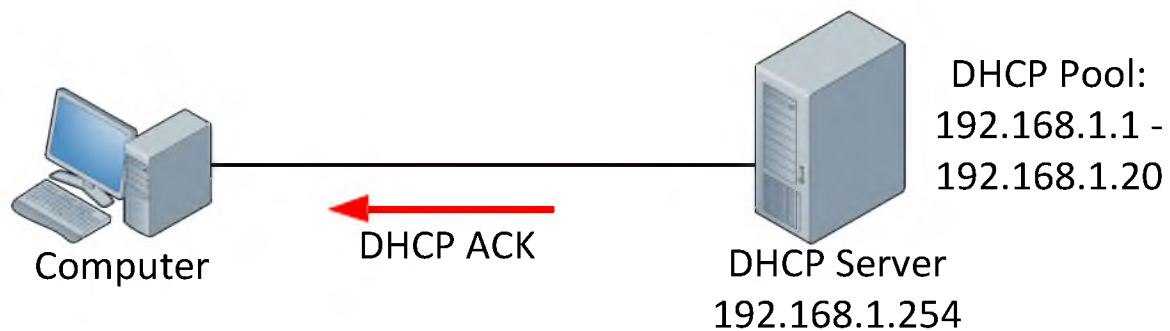 DHCP Pool:
192.168.1.1 -
192.168.1.20
DHCP ACK
Computer
DHCP Server
192.168.1.254